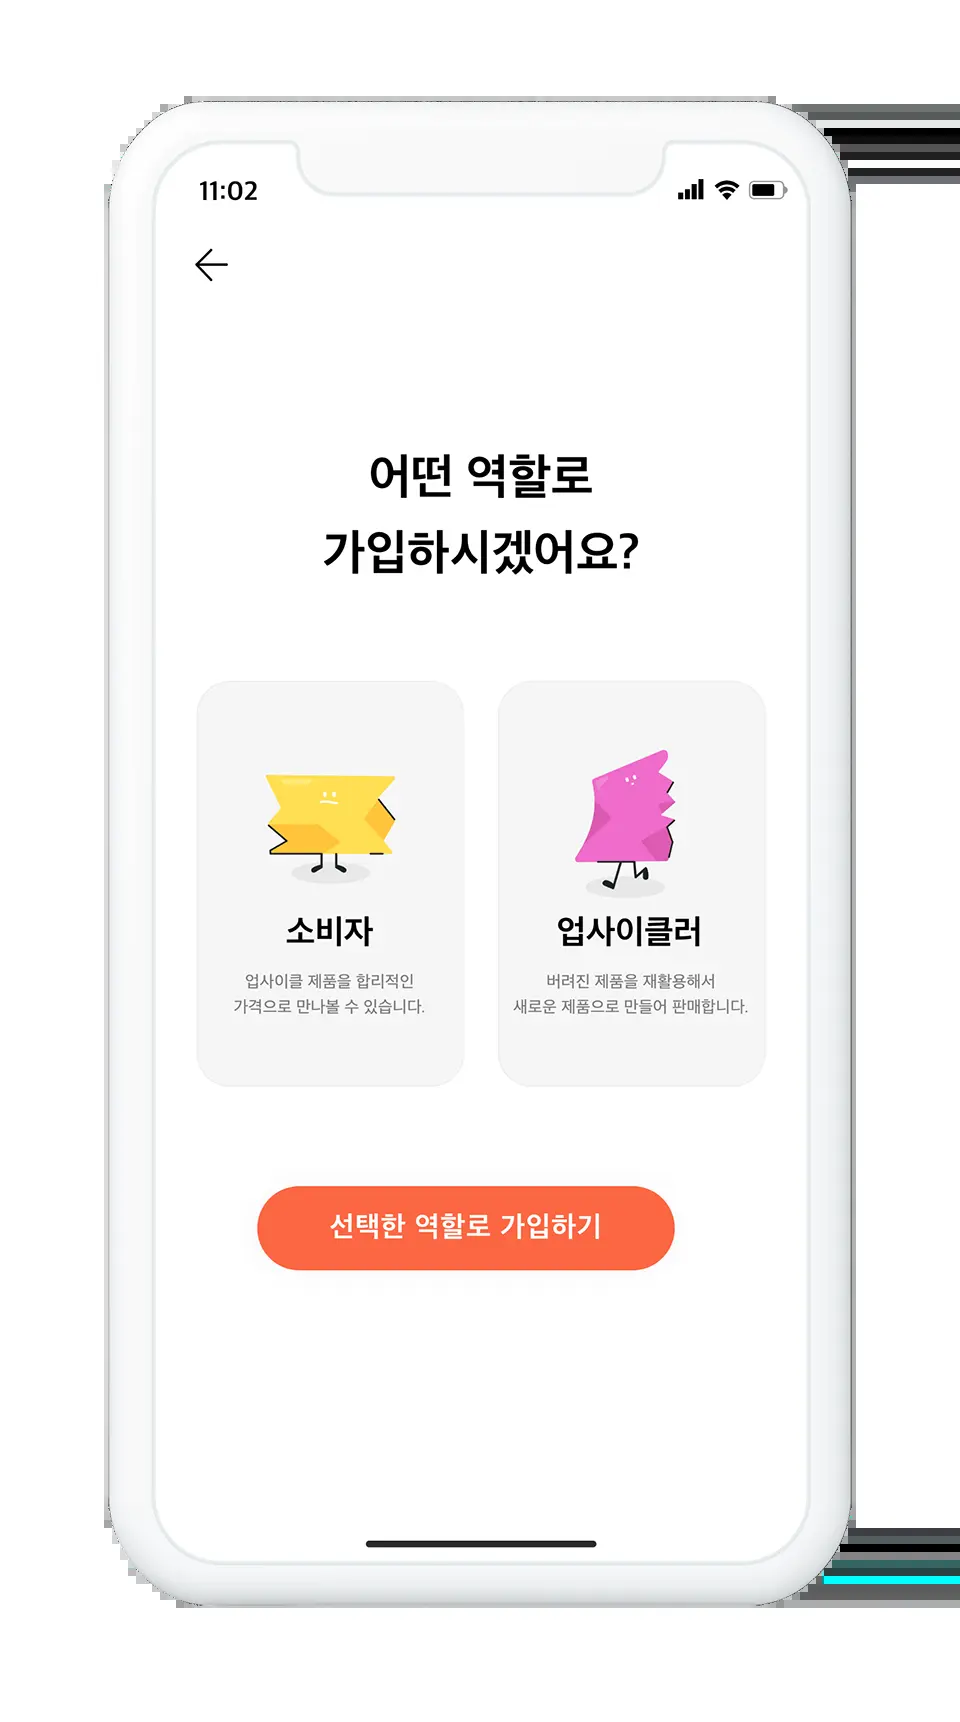 11:02
어떤 역할로
가입하시겠어요?
소비자
업사이클 제품을 합리적인
가격으로 만나볼 수 있습니다.
업사이클러
버려진 제품을 재활용해서
새로운 제품으로 만들어 판매합니다.
선택한 역할로 가입하기